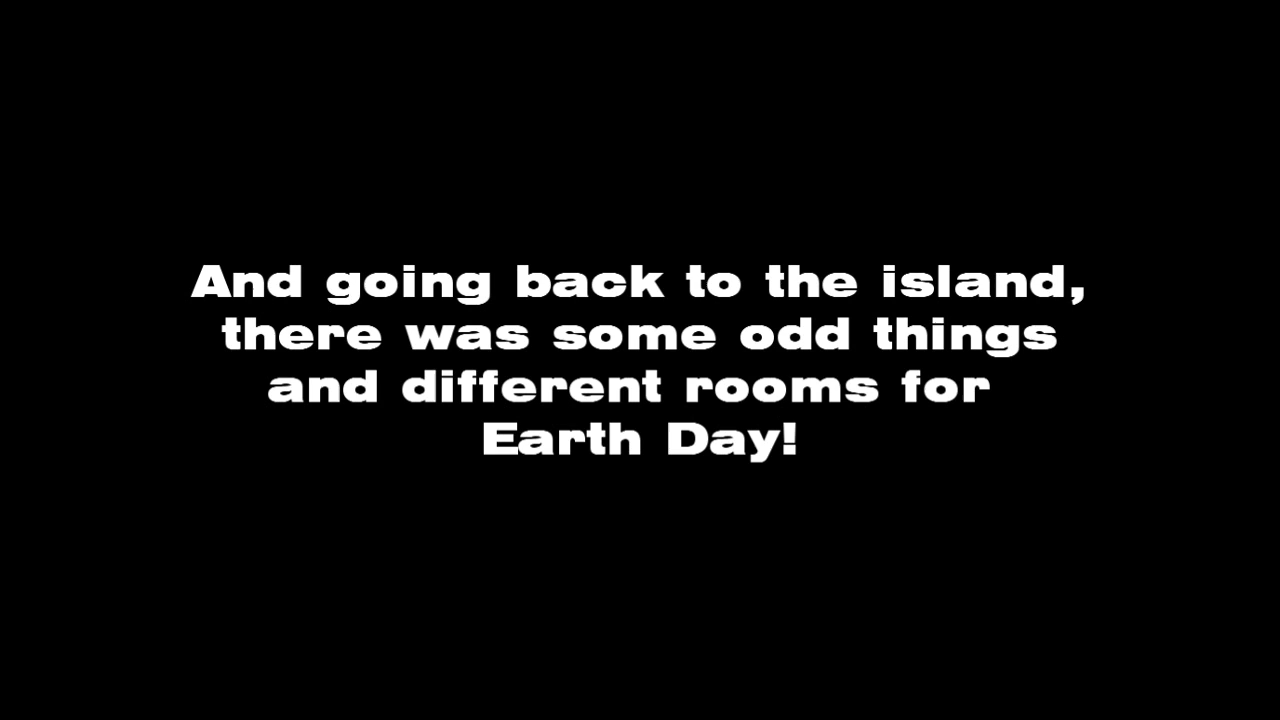 And going back to the island,
there was some odd things
and different rooms for
Earth Day!